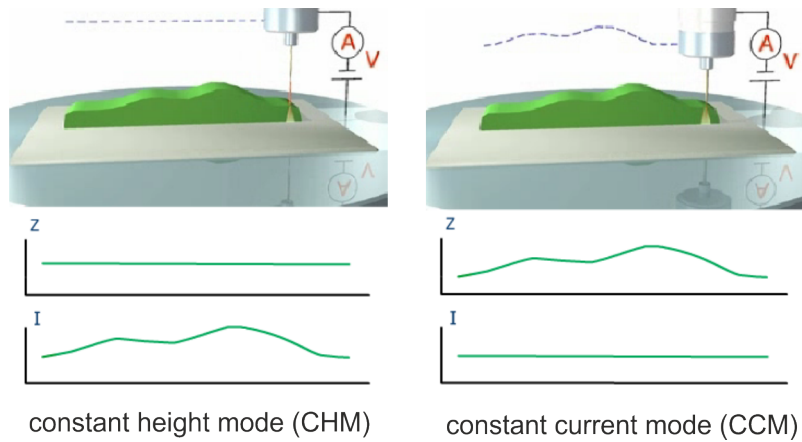 A
V
A
V
A
V
A
V
Z
I
constant height mode (CHM)
Z
I
constant current mode (CCM)